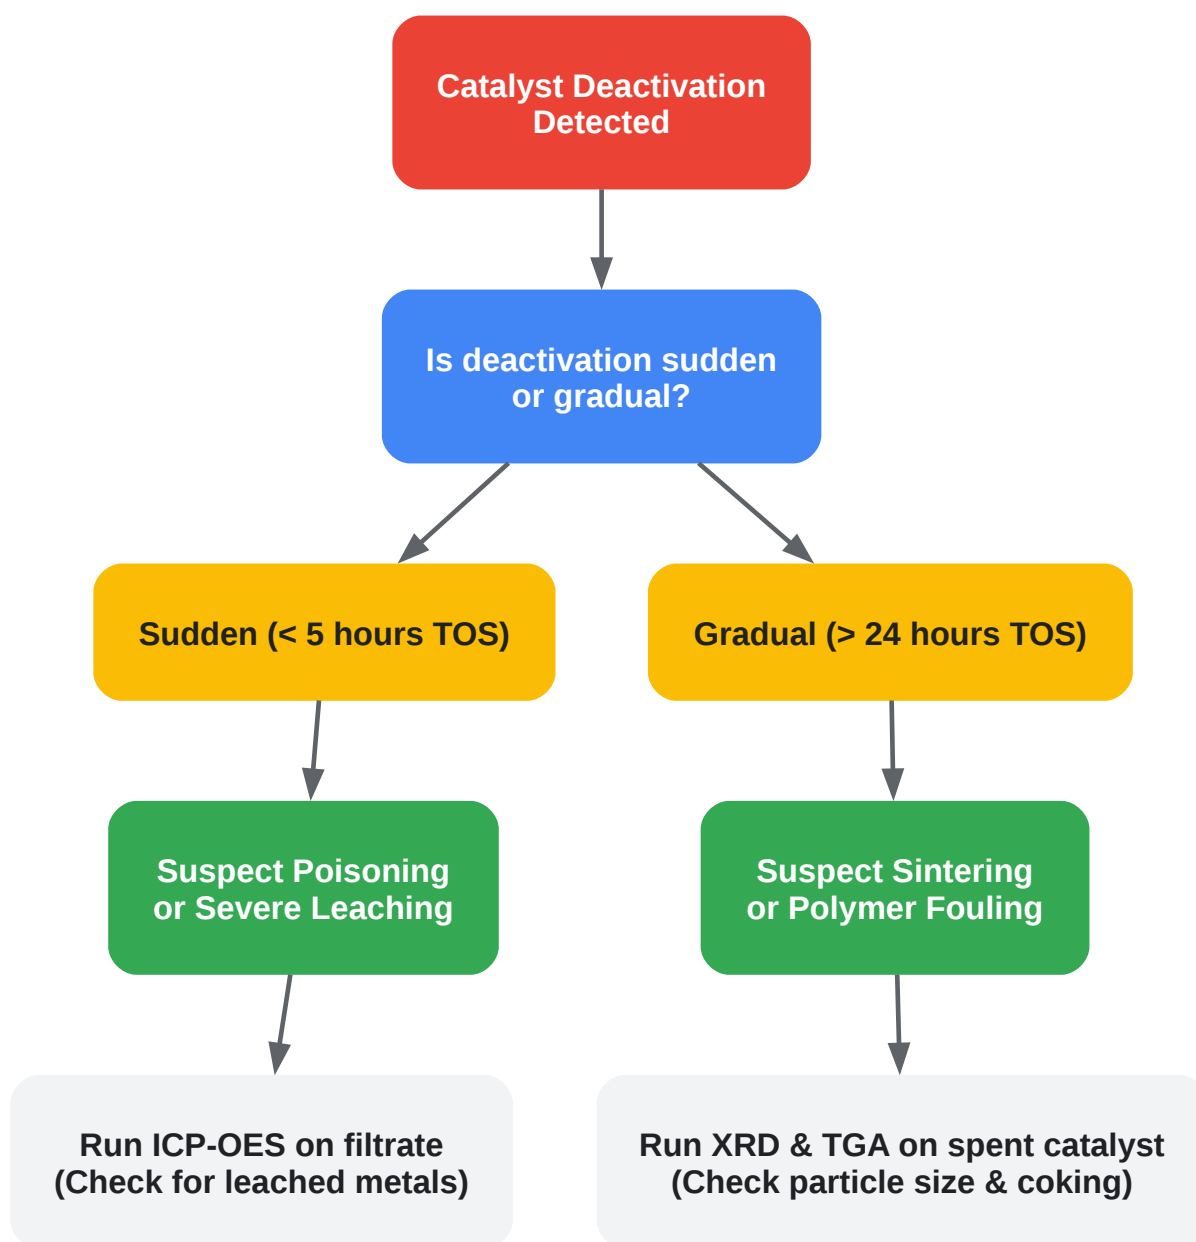 Catalyst Deactivation
Detected
Is deactivation sudden
or gradual?
Sudden (< 5 hours TOS)
Gradual (> 24 hours TOS)
Suspect Poisoning
or Severe Leaching
Suspect Sintering
or Polymer Fouling
Run ICP-OES on filtrate
(Check for leached metals)
Run XRD & TGA on spent catalyst
(Check particle size & coking)